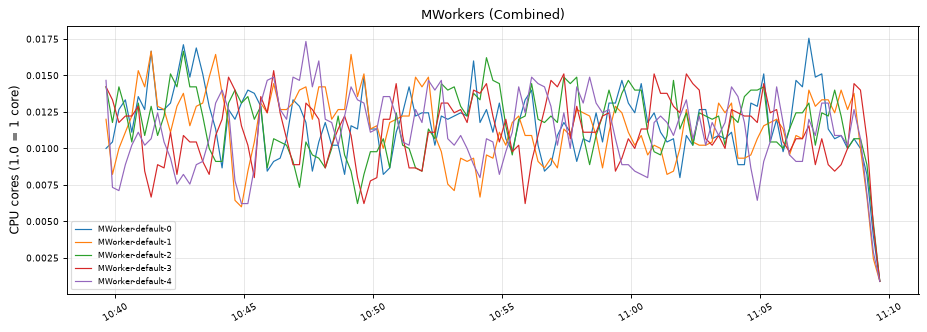 MWorkers (Combined)
CPU cores (1.0 = 1 core)
0.0175
0.0150
0.0125
0.0100
0.0075
0.0050
0.0025
MWorker-default-0
MWorker-default-1
MWorker-default-2
MWorker-default-3
MWorker-default-4
10:40
10:45
10:50
10:55
11:00
11:05
11:10